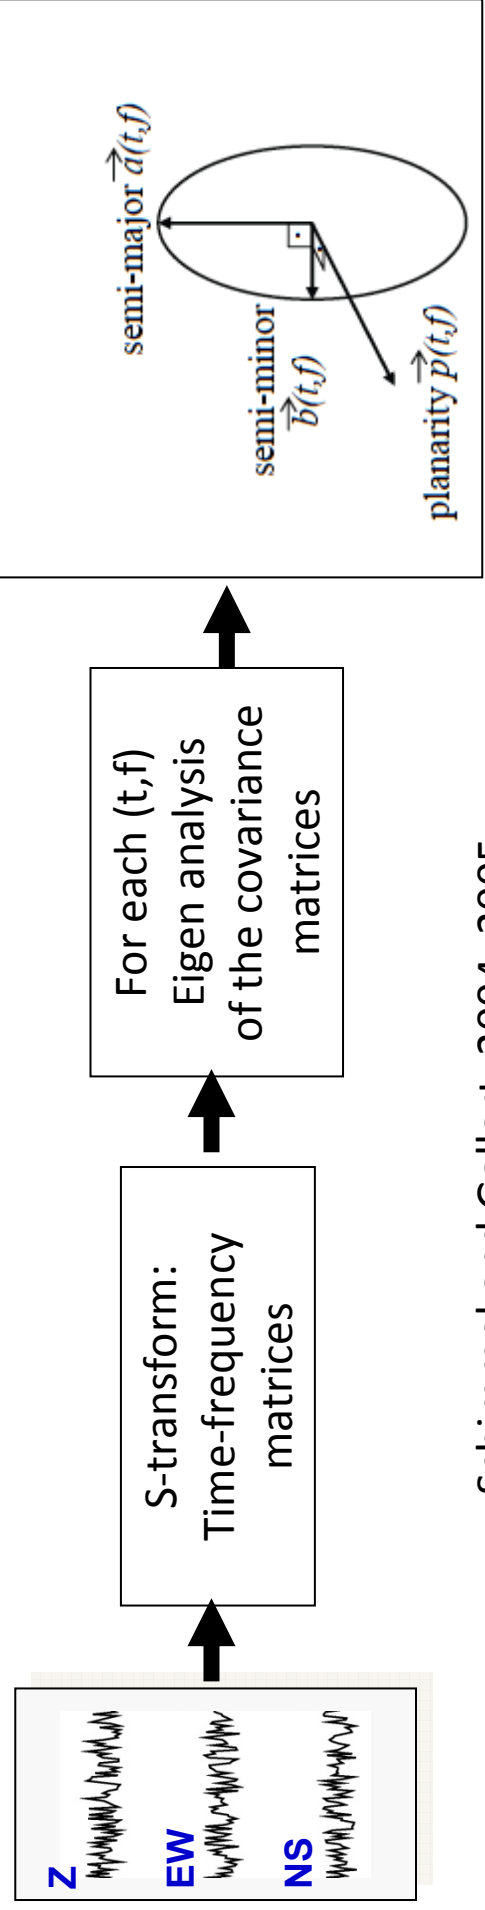 Z
EW
NS
S-transform:
Time-frequency
matrices
For each (t,f)
Eigen analysis
of the covariance
matrices
semi-major a(t,f)
semi-minor
b(t,f)
planarity p(t,f)